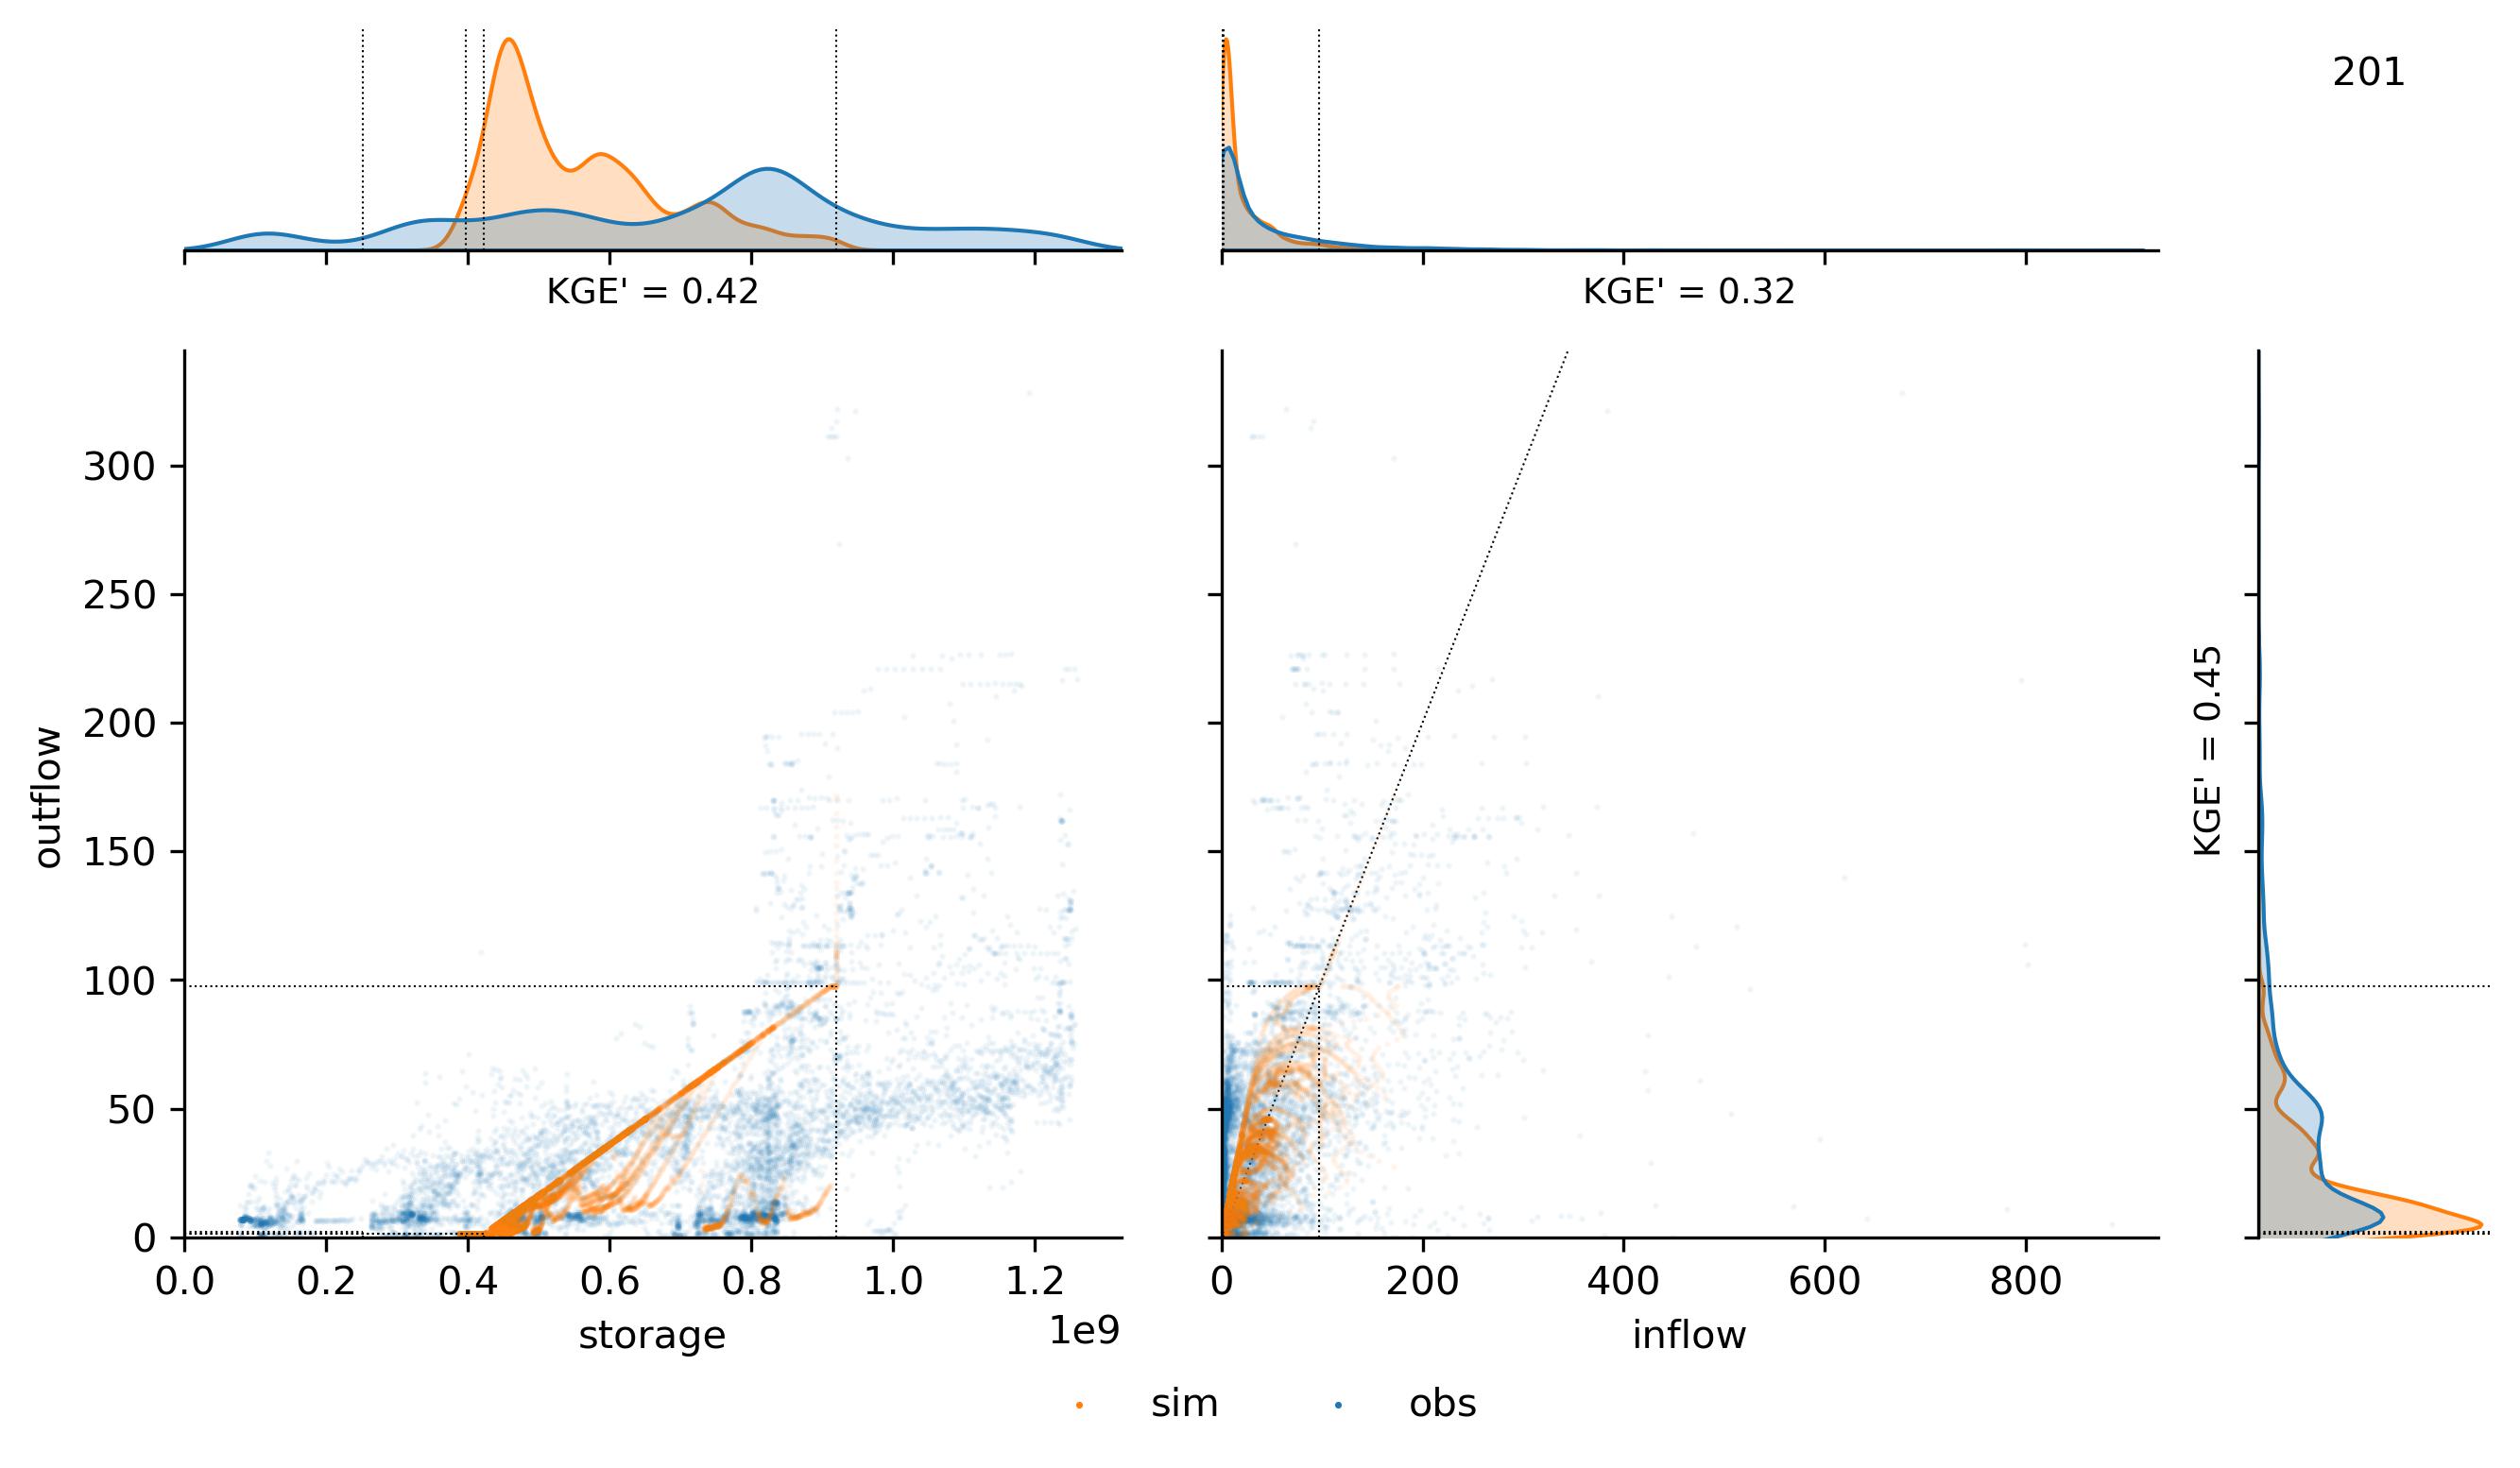 201
KGE' = 0.42
KGE' = 0.32
outflow
300
250
200
150
100
50
0
KGE' = 0.45
0.0 0.2 0.4 0.6 0.8 1.0 1.2
0 200 400 600 800
storage
1e9
inflow
sim obs